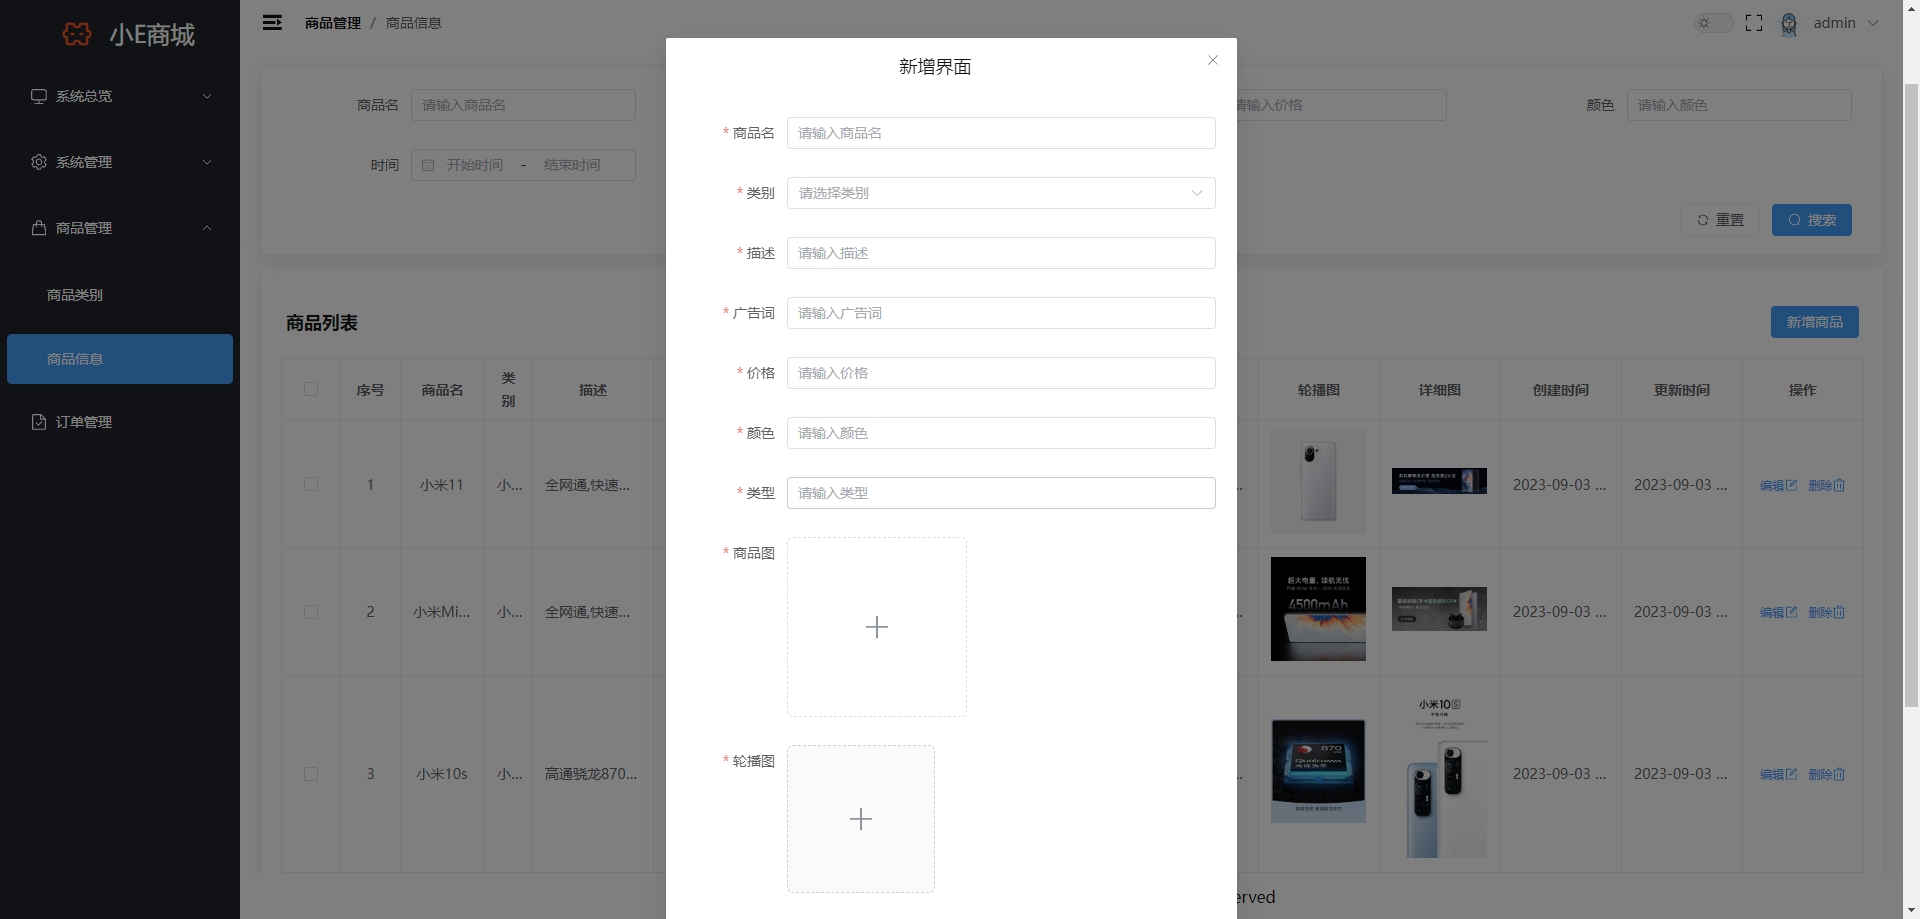 小E商城
商品管理 / 商品信息
admin
系统总览
系统管理
商品管理
商品类别
商品信息
订单管理
商品名 请输入商品名
请输入价格
颜色 请输入颜色
时间 开始时间 - 结束时间
重置 搜索
商品列表
新增商品
序号 商品名 类别 描述 轮播图 详细图 创建时间 更新时间 操作
1 小米11 小... 全网通,快速... 2023-09-03 ... 2023-09-03 ... 编辑 删除
2 小米Mi... 小... 全网通,快速... 2023-09-03 ... 2023-09-03 ... 编辑 删除
超大电量, 续航无忧
4500mAh
3 小米10s 小... 高通骁龙870... 2023-09-03 ... 2023-09-03 ... 编辑 删除
870
Qualcomm
小米10S
新增界面
* 商品名 请输入商品名
* 类别 请选择类别
* 描述 请输入描述
* 广告词 请输入广告词
* 价格 请输入价格
* 颜色 请输入颜色
* 类型 请输入类型
* 商品图
* 轮播图
erved